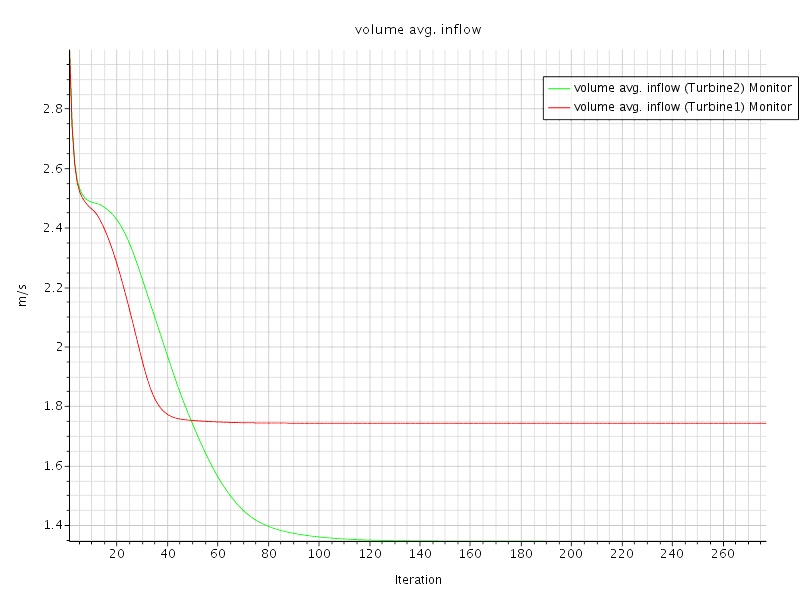 volume avg. inflow
volume avg. inflow (Turbine2) Monitor
volume avg. inflow (Turbine1) Monitor
2.8
2.6
2.4
2.2
2
1.8
1.6
1.4
m/s
20 40 60 80 100 120 140 160 180 200 220 240 260
Iteration